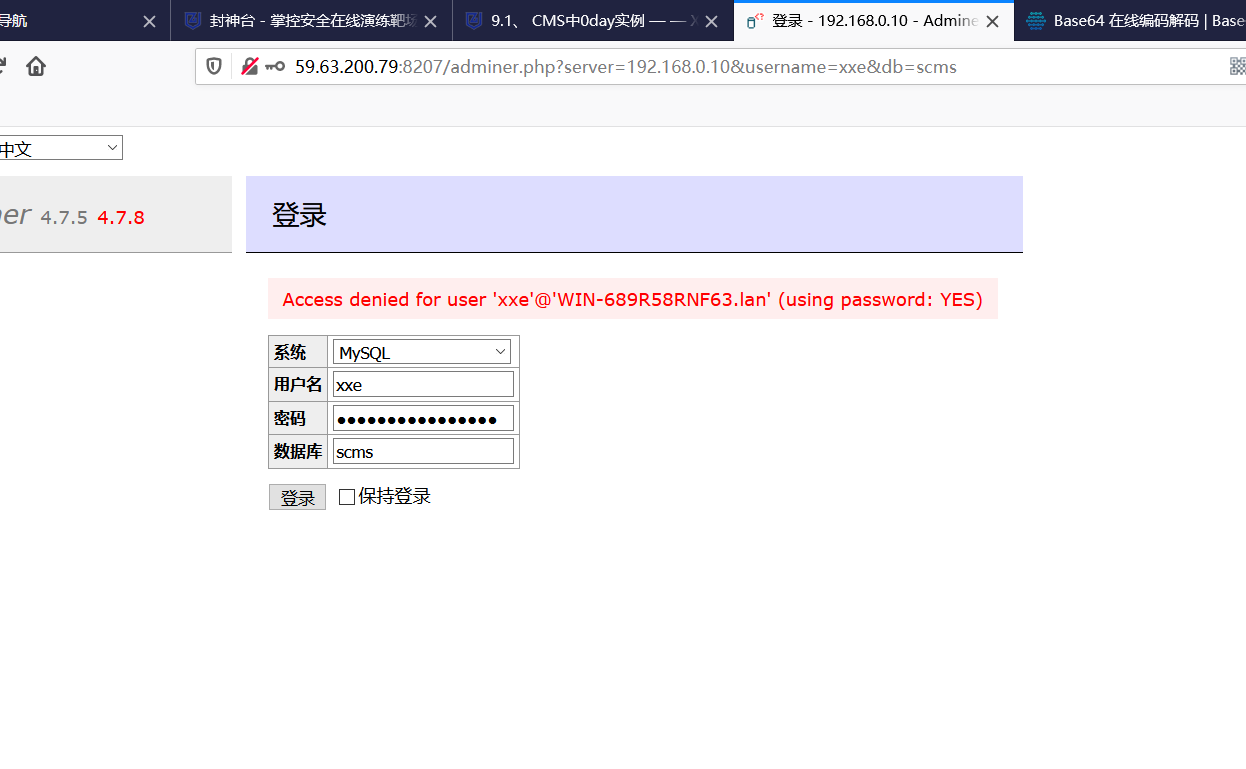 导航
封神台 - 掌控安全在线演练靶场
9.1、 CMS中0day实例 — — X
登录 - 192.168.0.10 - Admine
Base64 在线编码解码 | Base
59.63.200.79:8207/adminer.php?server=192.168.0.10&username=xxe&db=scms
中文
er 4.7.5 4.7.8
登录
Access denied for user 'xxe'@'WIN-689R58RNF63.lan' (using password: YES)
系统 MySQL
用户名 xxe
密码 ●●●●●●●●●●●●●●●●
数据库 scms
登录 保持登录